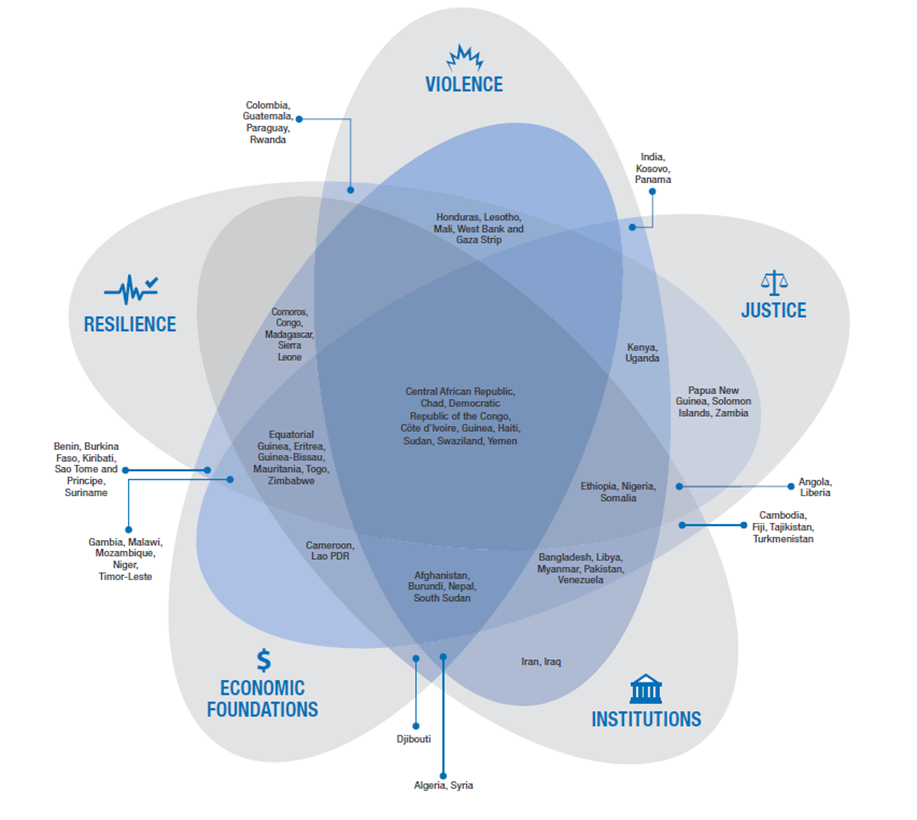 VIOLENCE
Colombia,
Guatemala,
Paraguay,
Rwanda
India,
Kosovo,
Panama
Honduras, Lesotho,
Mali, West Bank and
Gaza Strip
RESILIENCE
JUSTICE
Comoros,
Congo,
Madagascar,
Sierra
Leone
Kenya,
Uganda
Papua New
Guinea, Solomon
Islands, Zambia
Central African Republic,
Chad, Democratic
Republic of the Congo,
Côte d'Ivoire, Guinea, Haiti,
Sudan, Swaziland, Yemen
Benin, Burkina
Faso, Kiribati,
Sao Tome and
Principe,
Suriname
Equatorial
Guinea, Eritrea,
Guinea-Bissau,
Mauritania, Togo,
Zimbabwe
Ethiopia, Nigeria,
Somalia
Angola,
Liberia
Cambodia,
Fiji, Tajikistan,
Turkmenistan
Gambia, Malawi,
Mozambique,
Niger,
Timor-Leste
Cameroon,
Lao PDR
Afghanistan,
Burundi, Nepal,
South Sudan
Bangladesh, Libya,
Myanmar, Pakistan,
Venezuela
Iran, Iraq
$
ECONOMIC
FOUNDATIONS
INSTITUTIONS
Djibouti
Algeria, Syria